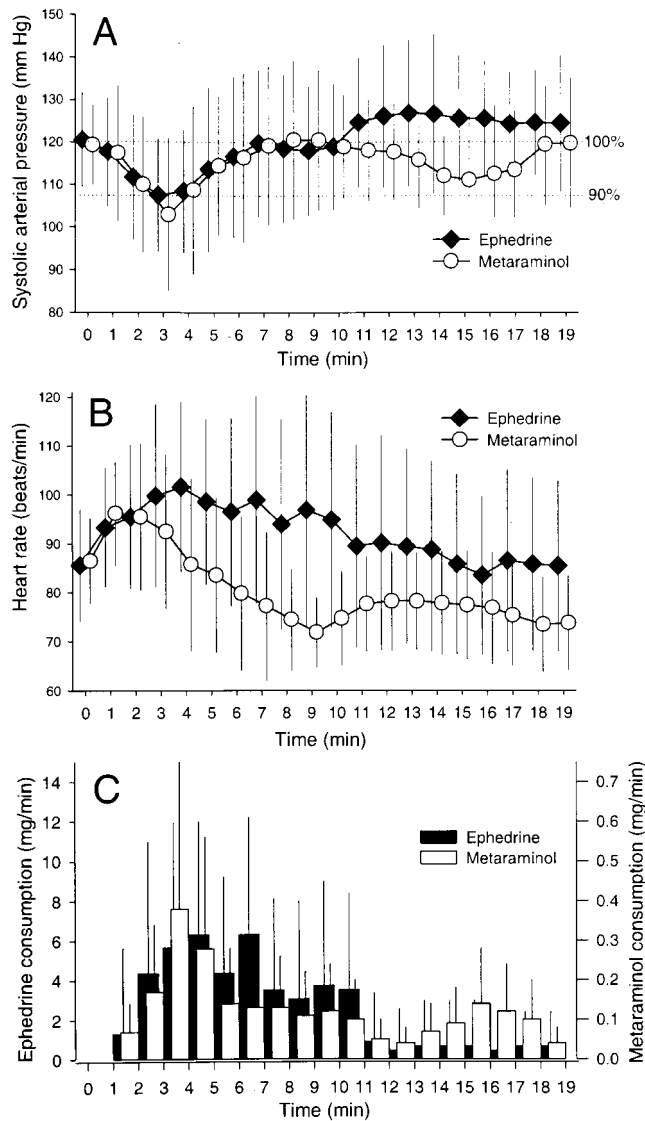 A
Systolic arterial pressure (mm Hg)
150
140
130
120
110
100
90
80
100%
90%
Ephedrine
Metaraminol
0 1 2 3 4 5 6 7 8 9 10 11 12 13 14 15 16 17 18 19
Time (min)
B
Heart rate (beats/min)
120
110
100
90
80
70
60
Ephedrine
Metaraminol
0 1 2 3 4 5 6 7 8 9 10 11 12 13 14 15 16 17 18 19
Time (min)
C
Ephedrine consumption (mg/min)
14
12
10
8
6
4
2
0
Ephedrine
Metaraminol
0.7
0.6
0.5
0.4
0.3
0.2
0.1
0.0
Metaraminol consumption (mg/min)
0 1 2 3 4 5 6 7 8 9 10 11 12 13 14 15 16 17 18 19
Time (min)